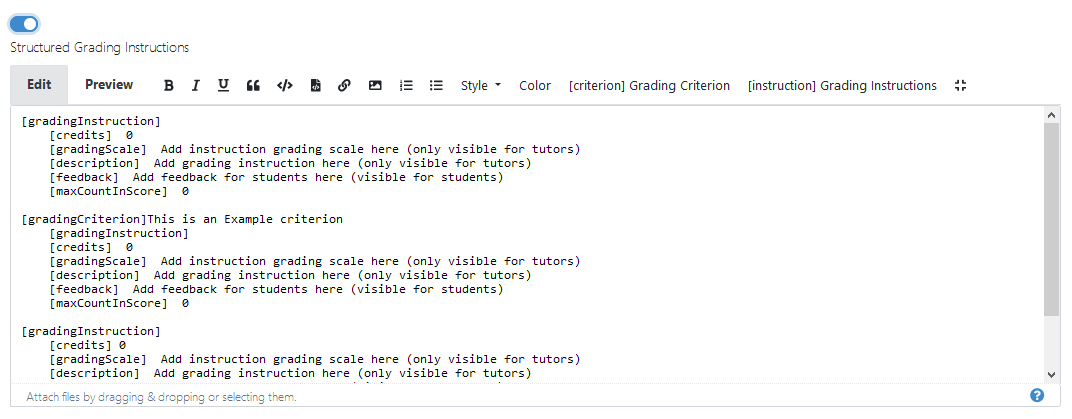 Structured Grading Instructions
Edit Preview B I U Style Color [criterion] Grading Criterion [instruction] Grading Instructions
[gradingInstruction]
[credits] 0
[gradingScale] Add instruction grading scale here (only visible for tutors)
[description] Add grading instruction here (only visible for tutors)
[feedback] Add feedback for students here (visible for students)
[maxCountInScore] 0
[gradingCriterion]This is an Example criterion
[gradingInstruction]
[credits] 0
[gradingScale] Add instruction grading scale here (only visible for tutors)
[description] Add grading instruction here (only visible for tutors)
[feedback] Add feedback for students here (visible for students)
[maxCountInScore] 0
[gradingInstruction]
[credits] 0
[gradingScale] Add instruction grading scale here (only visible for tutors)
[description] Add grading instruction here (only visible for tutors)
Attach files by dragging & dropping or selecting them.